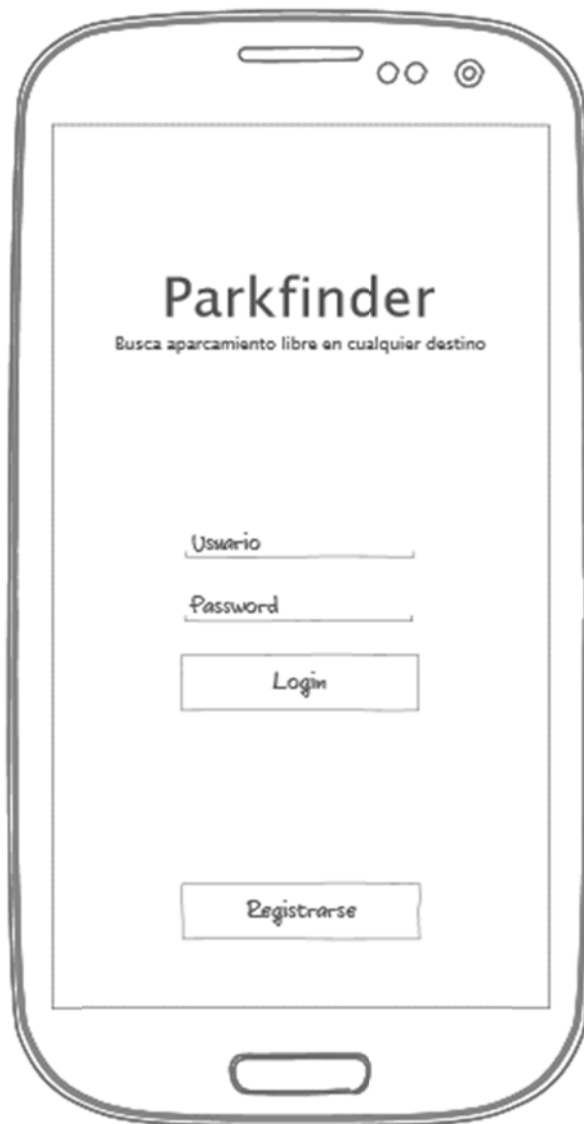 Parkfinder
Busca aparcamiento libre en cualquier destino
Usuario
Password
Login
Registrarse